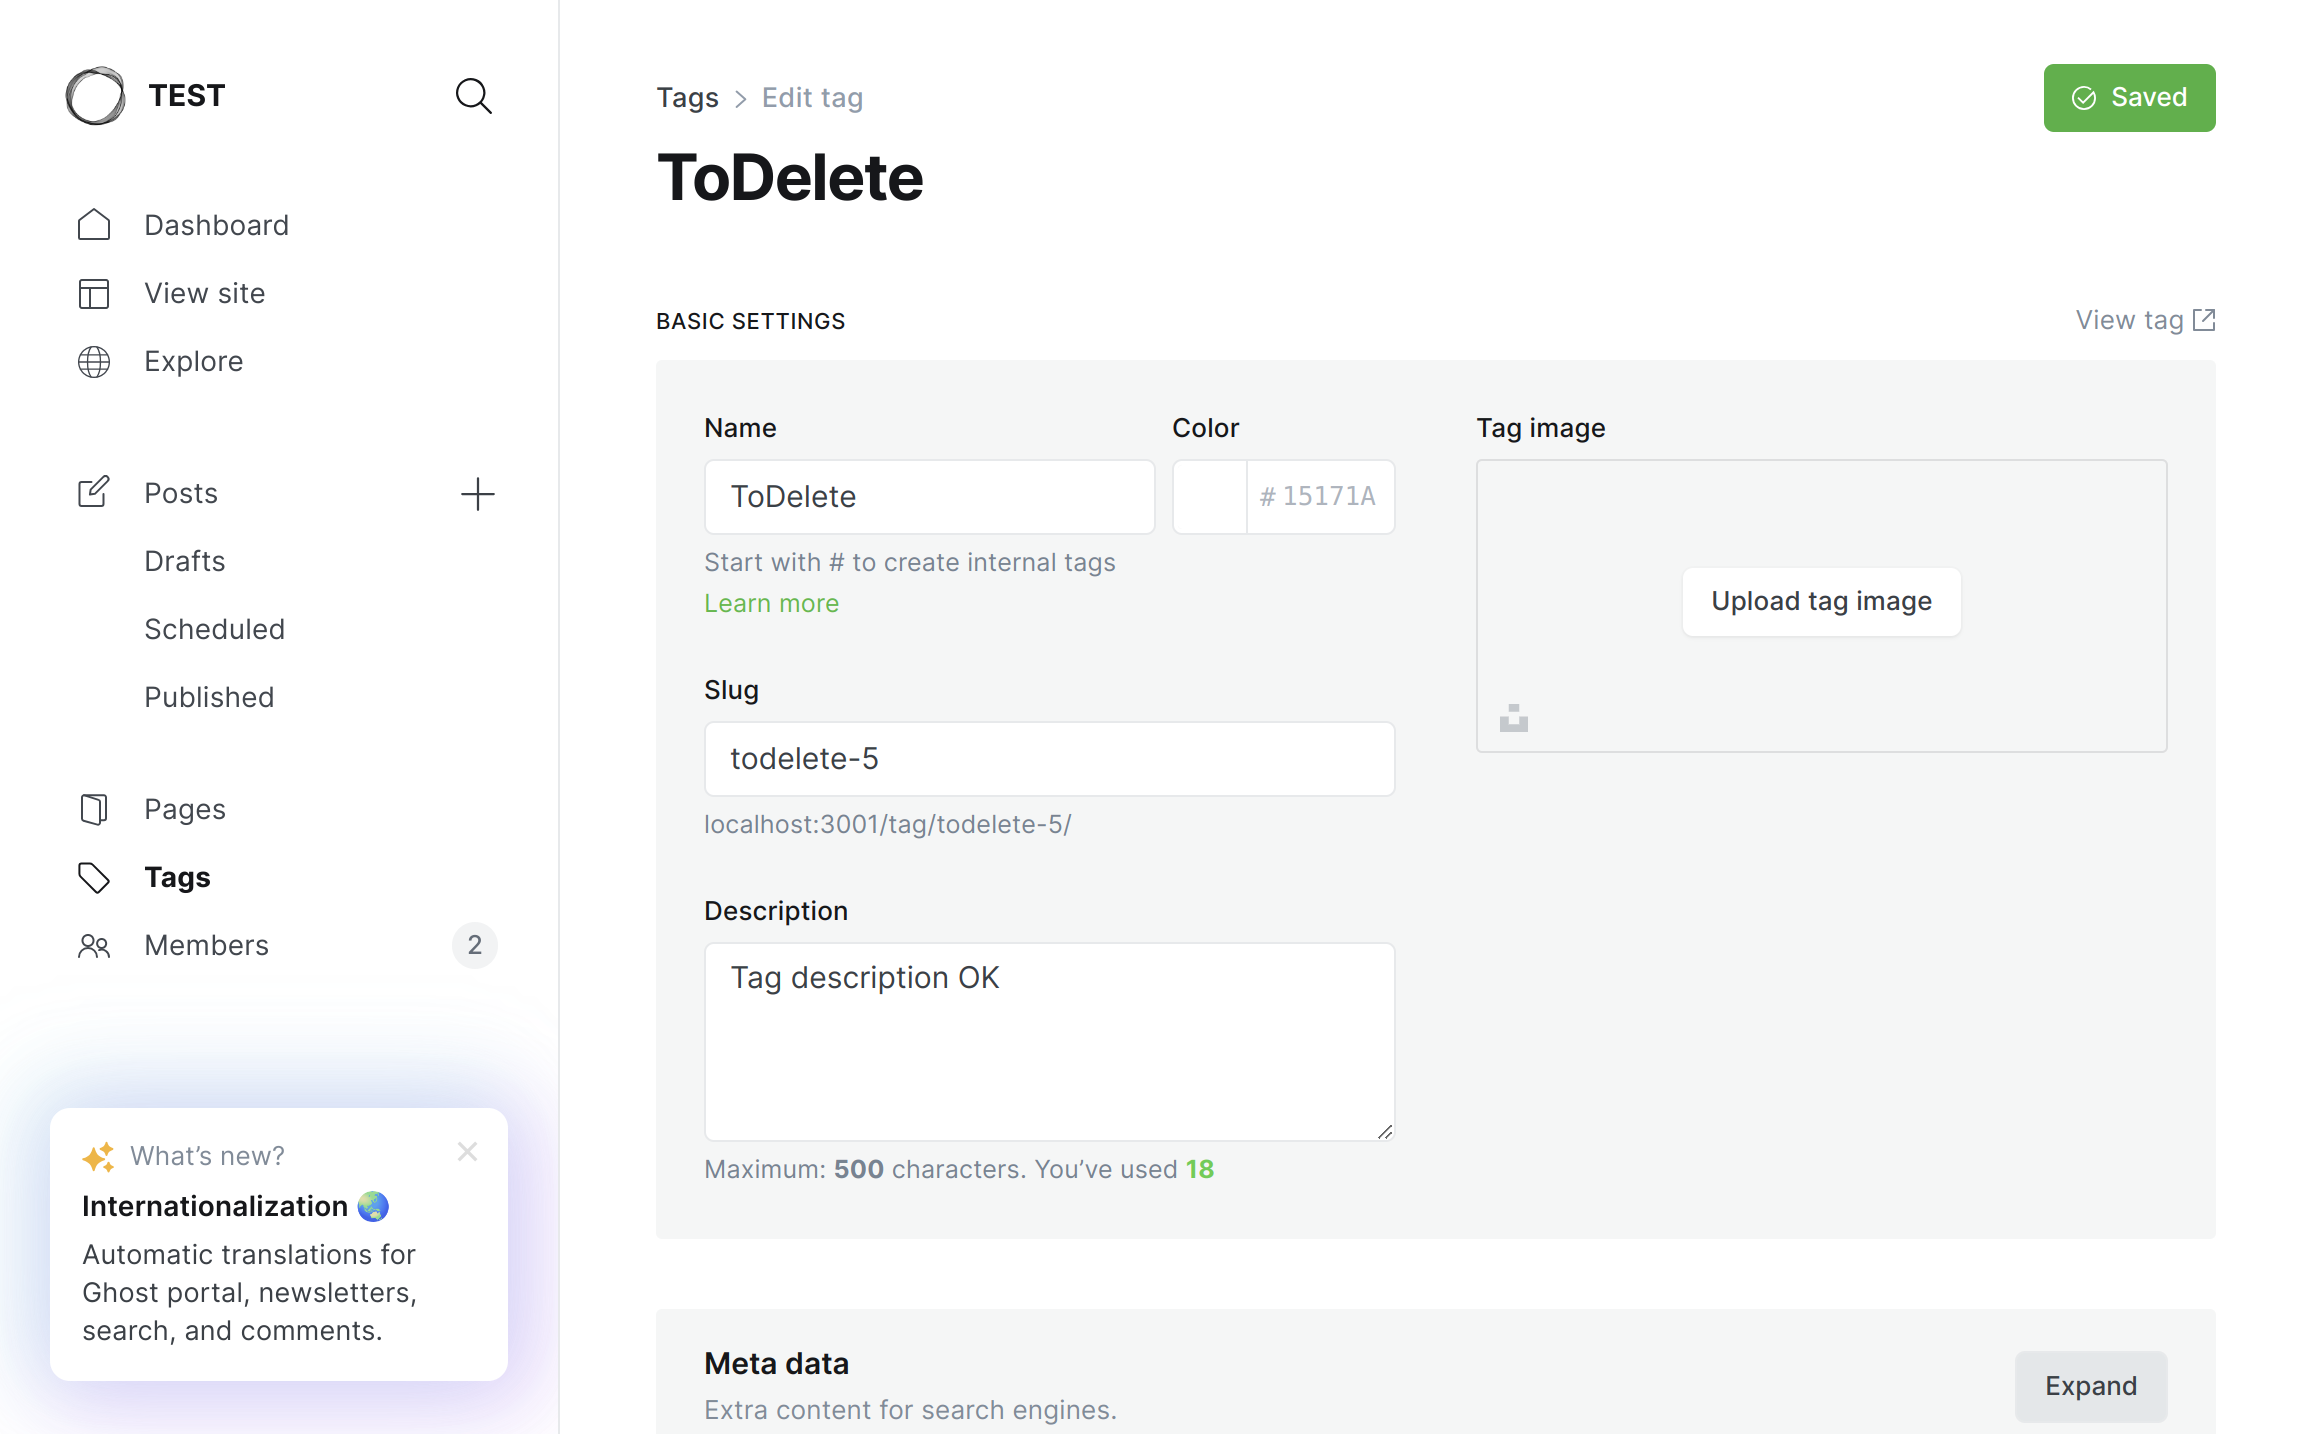 TEST
Dashboard
View site
Explore
Posts
Drafts
Scheduled
Published
Pages
Tags
Members 2
What’s new?
Internationalization 🌏
Automatic translations for
Ghost portal, newsletters,
search, and comments.
Tags > Edit tag
Saved
ToDelete
BASIC SETTINGS
View tag
Name
ToDelete
Start with # to create internal tags
Learn more
Color
# 15171A
Slug
todelete-5
localhost:3001/tag/todelete-5/
Description
Tag description OK
Maximum: 500 characters. You’ve used 18
Tag image
Upload tag image
Meta data
Extra content for search engines.
Expand